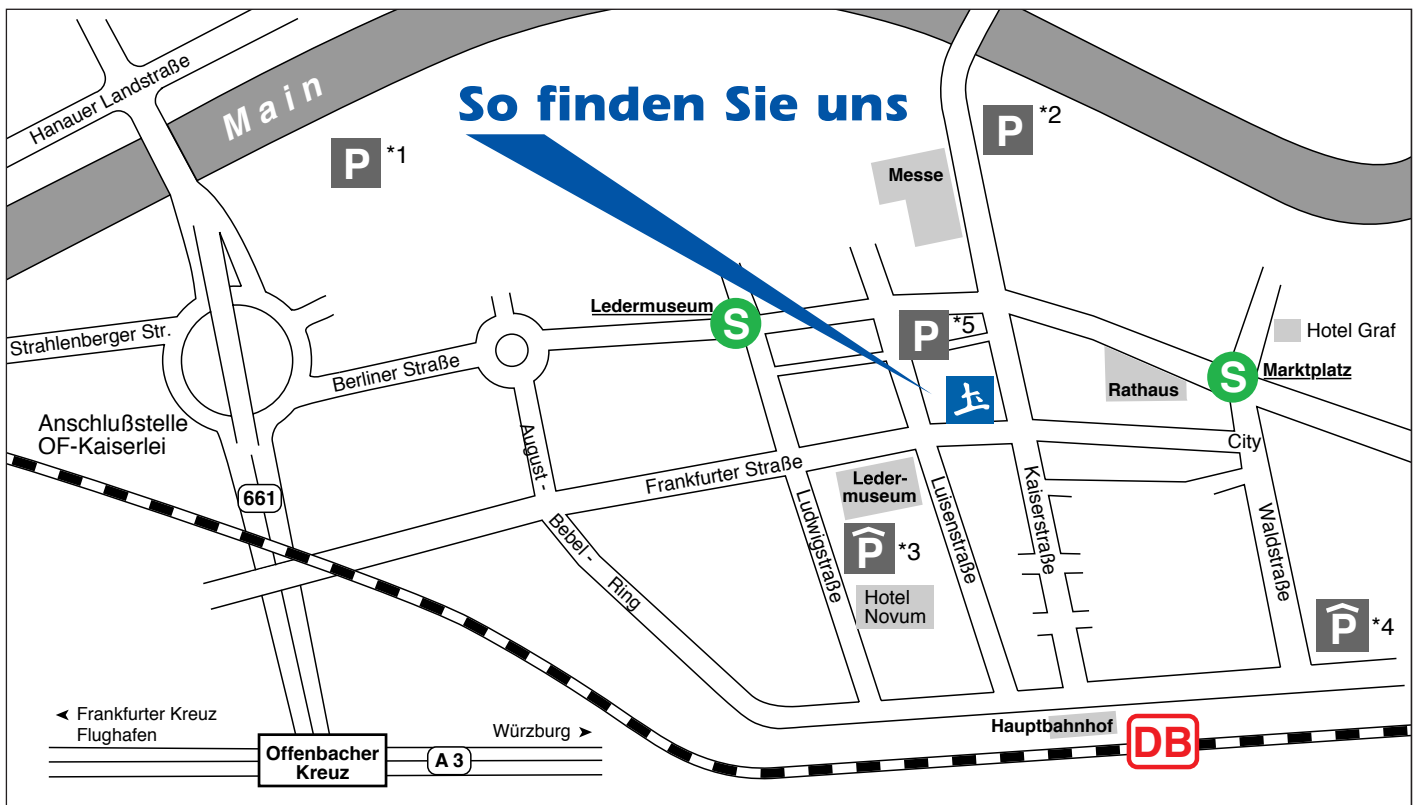 So finden Sie uns
Hanauer Landstraße
Main
P *1
P *2
Messe
Ledermuseum
S
P *5
Strahlenberger Str.
Berliner Straße
Hotel Graf
Rathaus
S
Marktplatz
Anschlußstelle
OF-Kaiserlei
August -
Bebel -
Ring
Frankfurter Straße
City
661
Leder-
museum
P *3
Hotel
Novum
Ludwigstraße
Luisenstraße
Kaiserstraße
Waldstraße
P *4
Frankfurter Kreuz
Flughafen
Würzburg
Offenbacher
Kreuz
A 3
Hauptbahnhof
DB